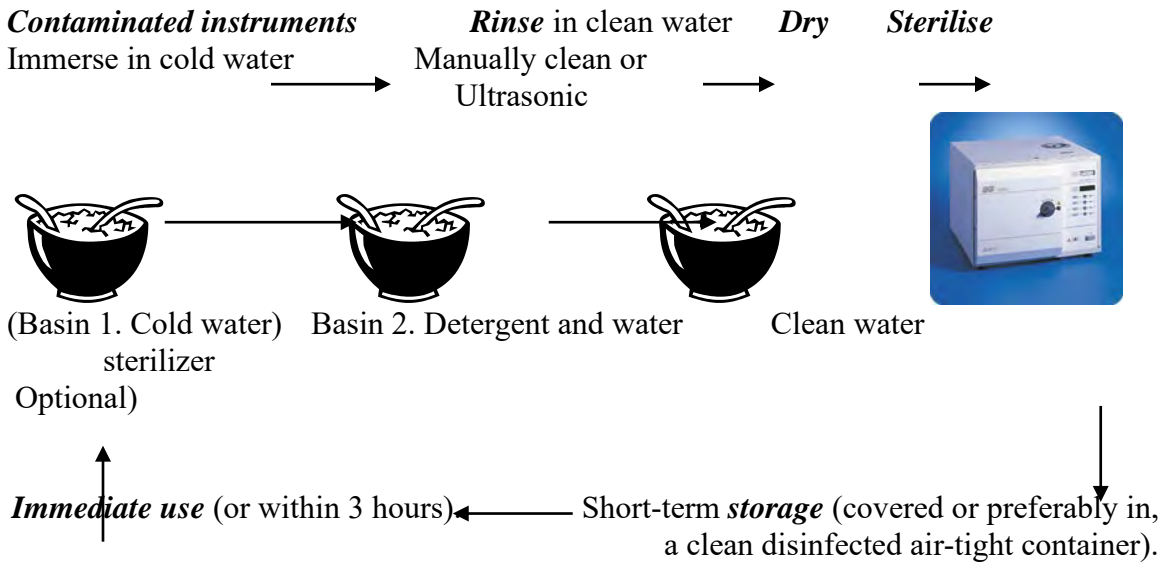 Contaminated instruments Rinse in clean water Dry Sterilise
Immerse in cold water Manually clean or
Ultrasonic
(Basin 1. Cold water) Basin 2. Detergent and water Clean water
sterilizer
Optional)
Immediate use (or within 3 hours) Short-term storage (covered or preferably in,
a clean disinfected air-tight container).